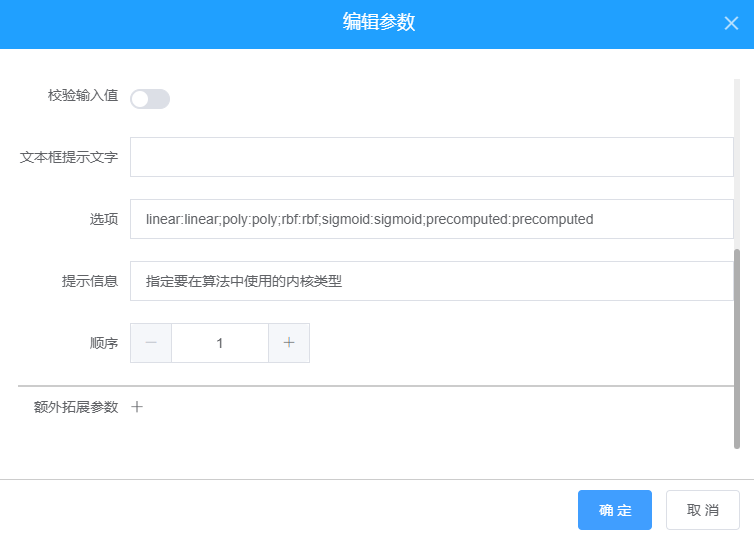 编辑参数
校验输入值
文本框提示文字
选项 linear:linear;poly:poly;rbf:rbf;sigmoid:sigmoid;precomputed:precomputed
提示信息 指定要在算法中使用的内核类型
顺序 − 1 +
额外拓展参数 +
确 定 取 消